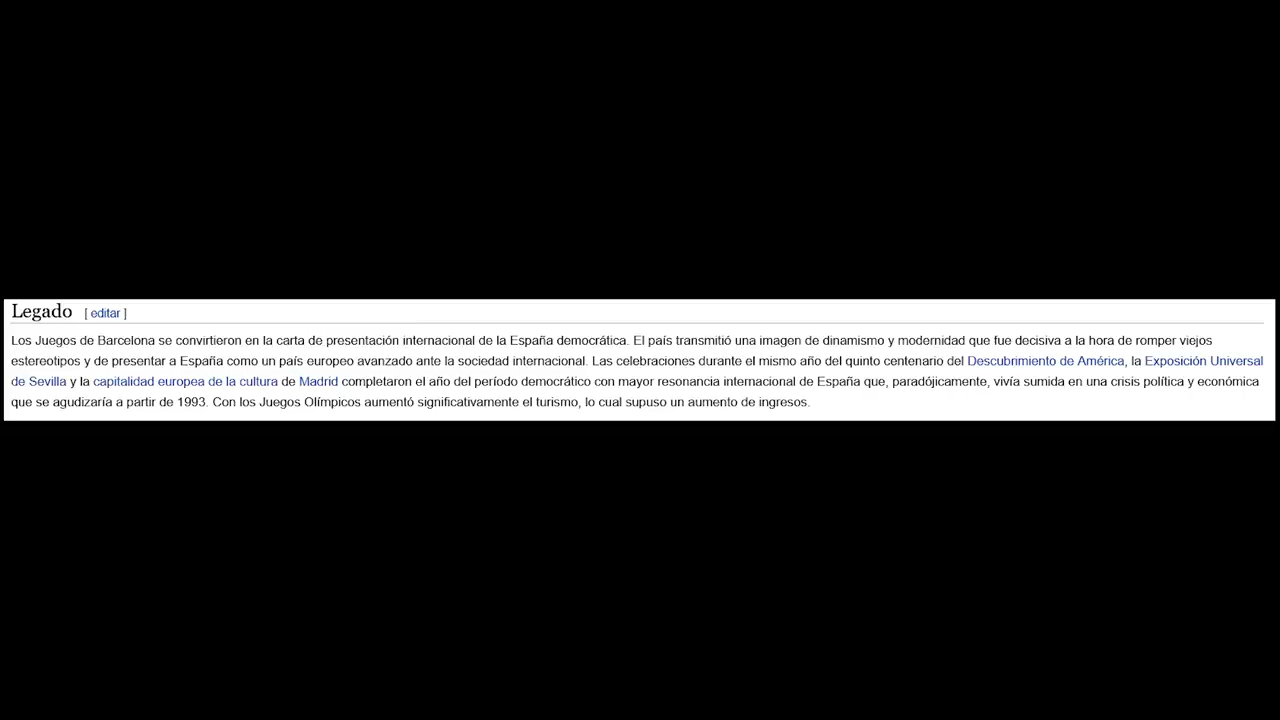 Legado [ editar ]
Los Juegos de Barcelona se convirtieron en la carta de presentación internacional de la España democrática. El país transmitió una imagen de dinamismo y modernidad que fue decisiva a la hora de romper viejos
estereotipos y de presentar a España como un país europeo avanzado ante la sociedad internacional. Las celebraciones durante el mismo año del quinto centenario del Descubrimiento de América, la Exposición Universal
de Sevilla y la capitalidad europea de la cultura de Madrid completaron el año del período democrático con mayor resonancia internacional de España que, paradójicamente, vivía sumida en una crisis política y económica
que se agudizaría a partir de 1993. Con los Juegos Olímpicos aumentó significativamente el turismo, lo cual supuso un aumento de ingresos.